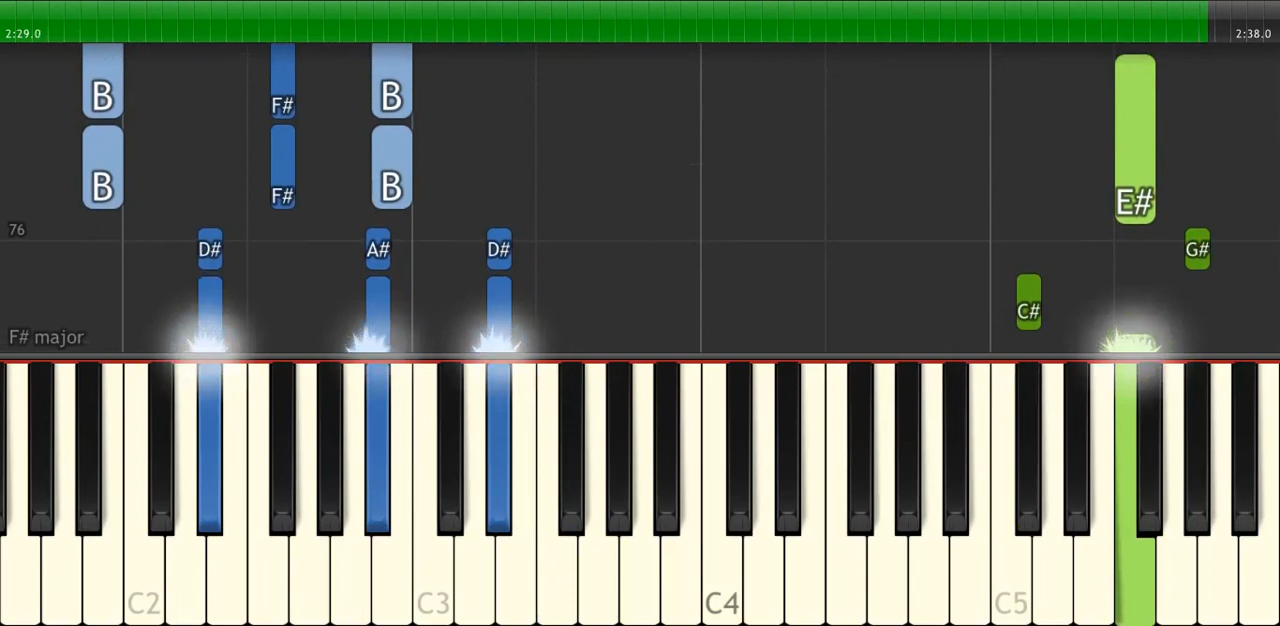 2:29.0 2:38.0
B F# B
B F# B E#
76
D# A# D# G#
C#
F# major
C2 C3 C4 C5